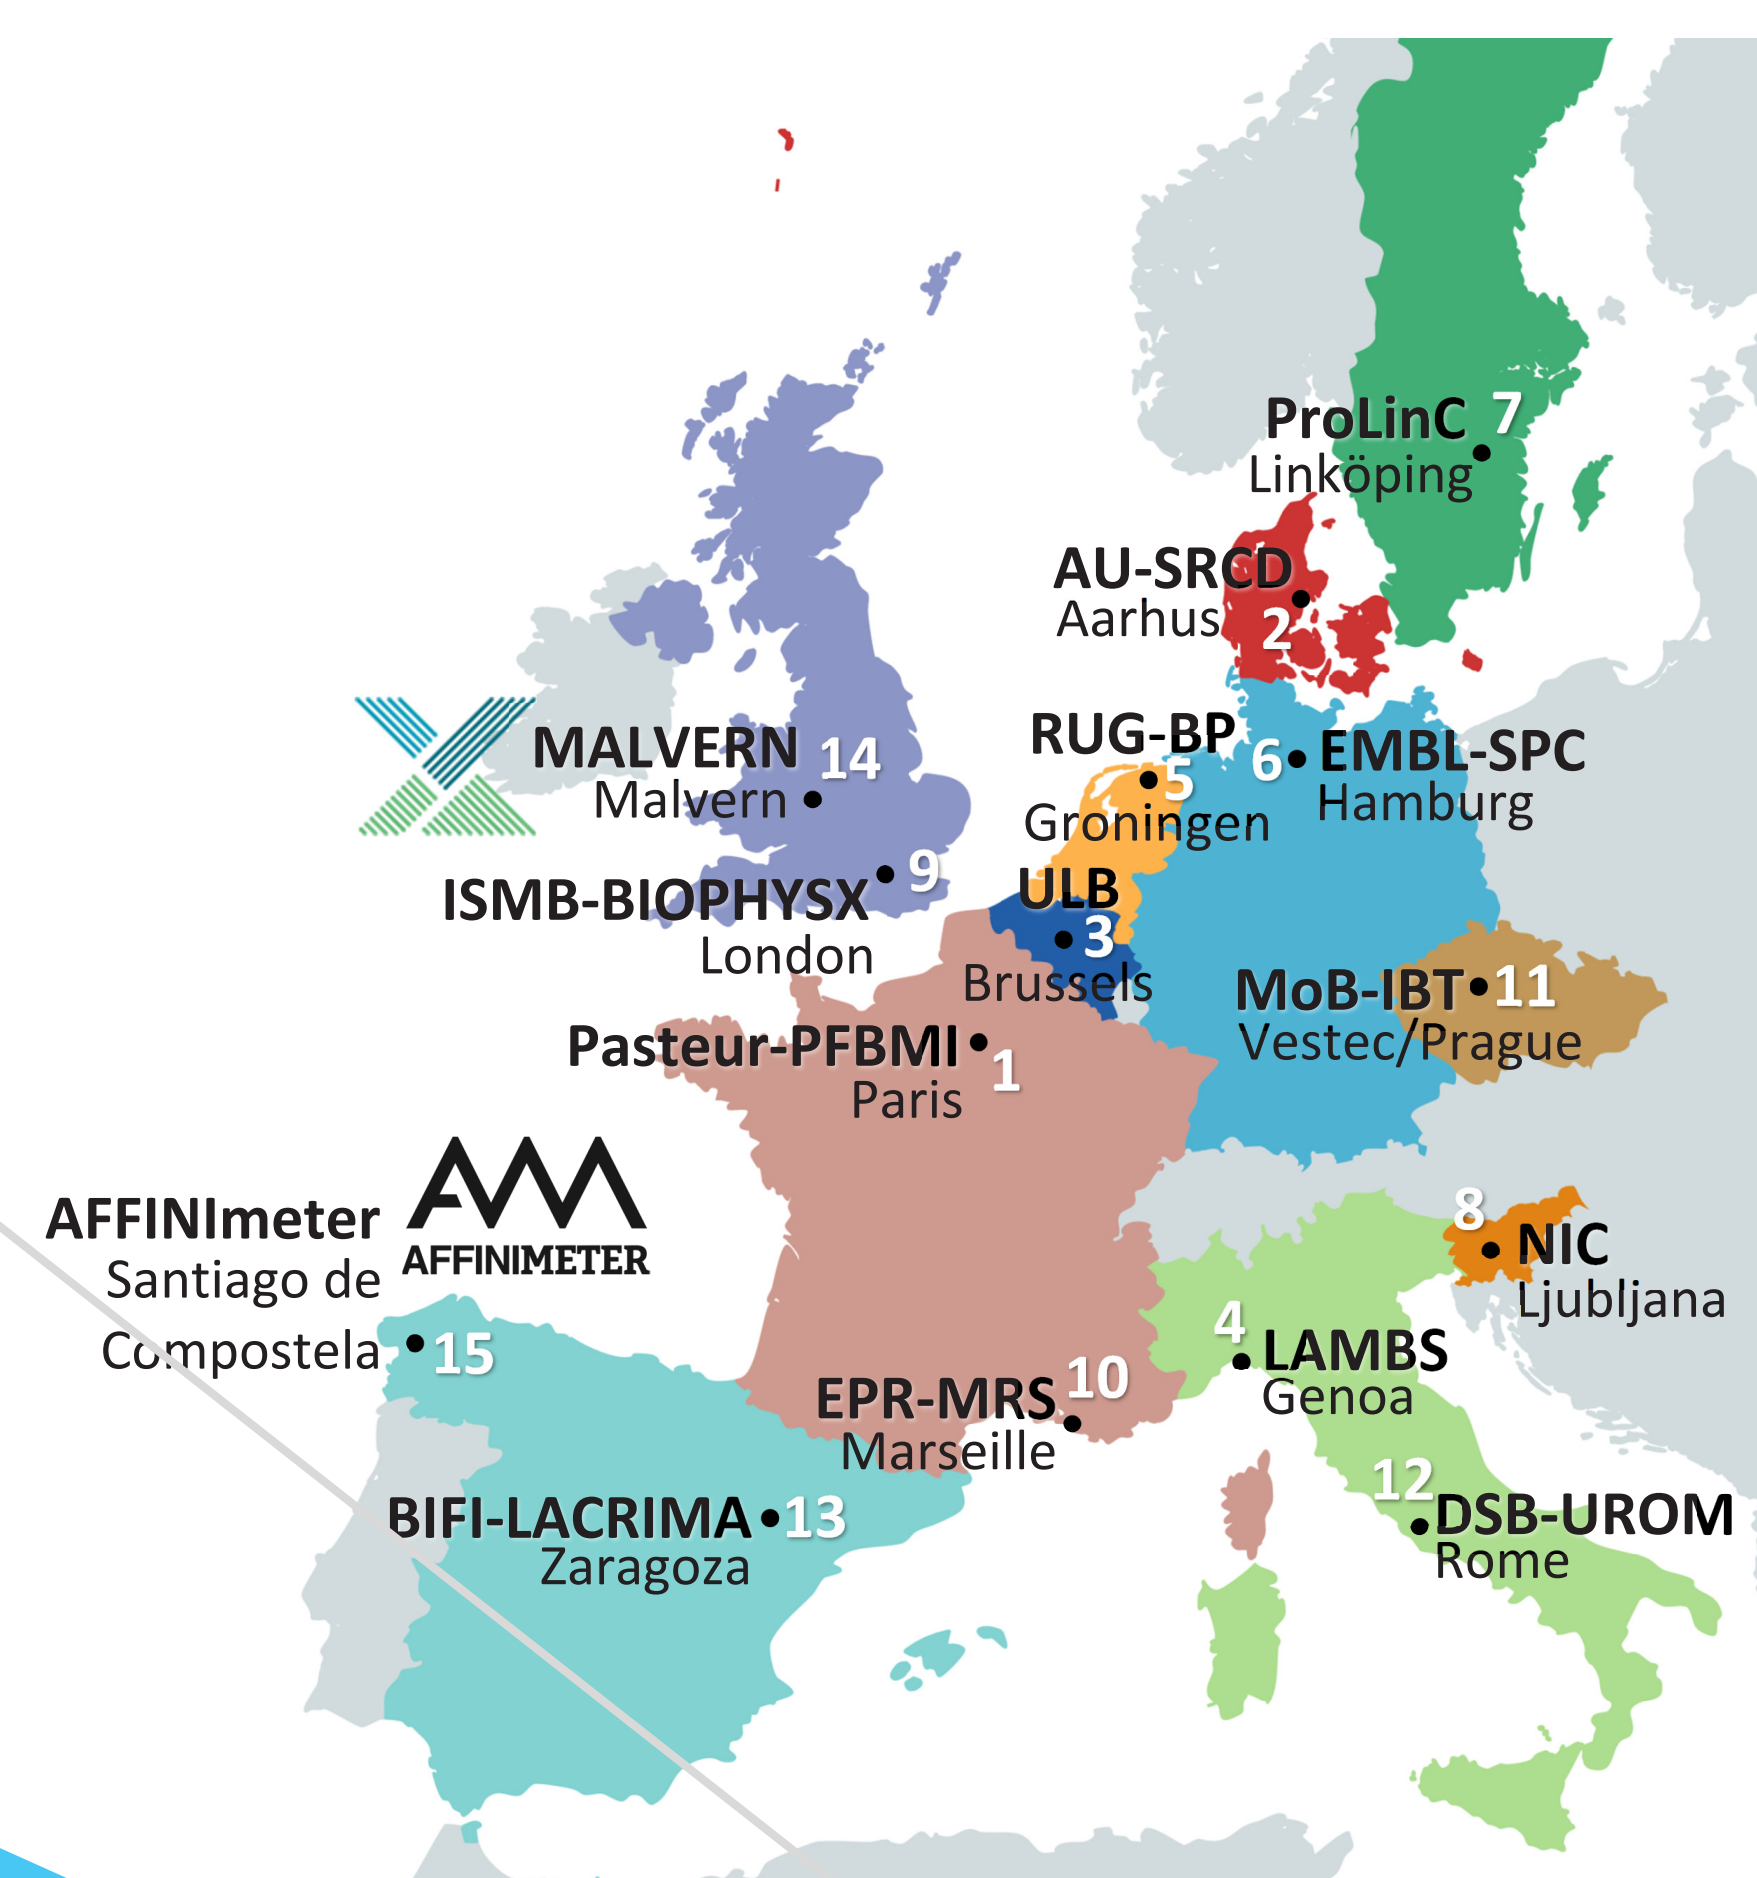 ProLinC 7
Linköping
AU-SRCD
Aarhus 2
RUG-BP
5
Groningen
6 EMBL-SPC
Hamburg
MALVERN 14
Malvern
ISMB-BIOPHYSX 9
London
ULB
3
Brussels
MoB-IBT 11
Vestec/Prague
Pasteur-PFBMI 1
Paris
AFFINImeter
Santiago de
Compostela 15
AFFINIMETER
8
NIC
Ljubljana
4
LAMBS
Genoa
EPR-MRS 10
Marseille
12
DSB-UROM
Rome
BIFI-LACRIMA 13
Zaragoza